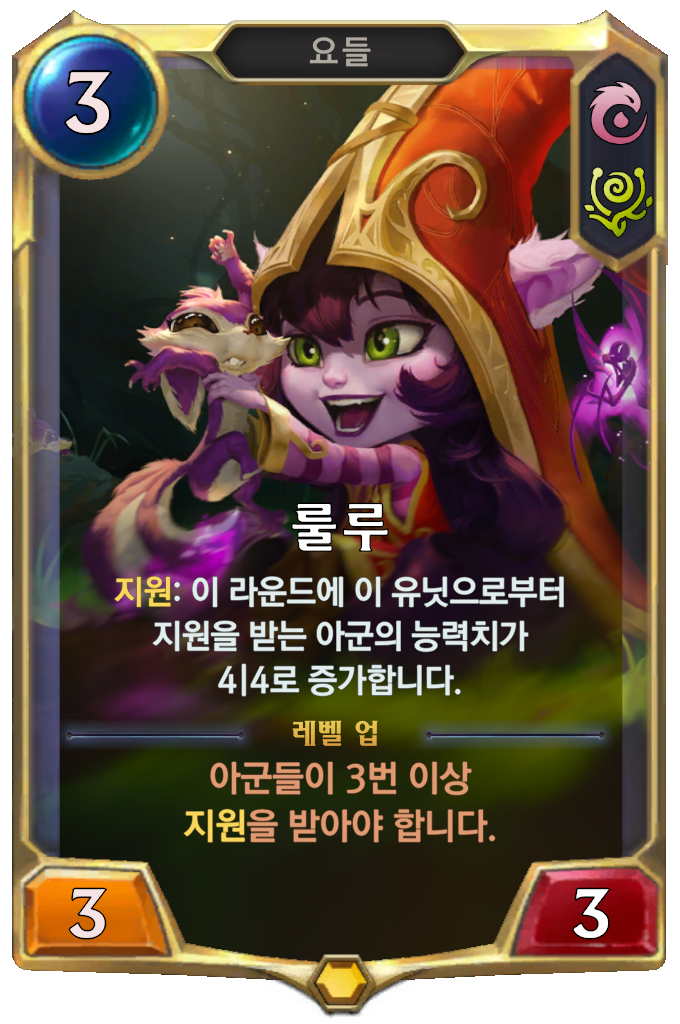 요들
3
룰루
지원: 이 라운드에 이 유닛으로부터
지원을 받는 아군의 능력치가
4|4로 증가합니다.
레벨 업
아군들이 3번 이상
지원을 받아야 합니다.
3
3